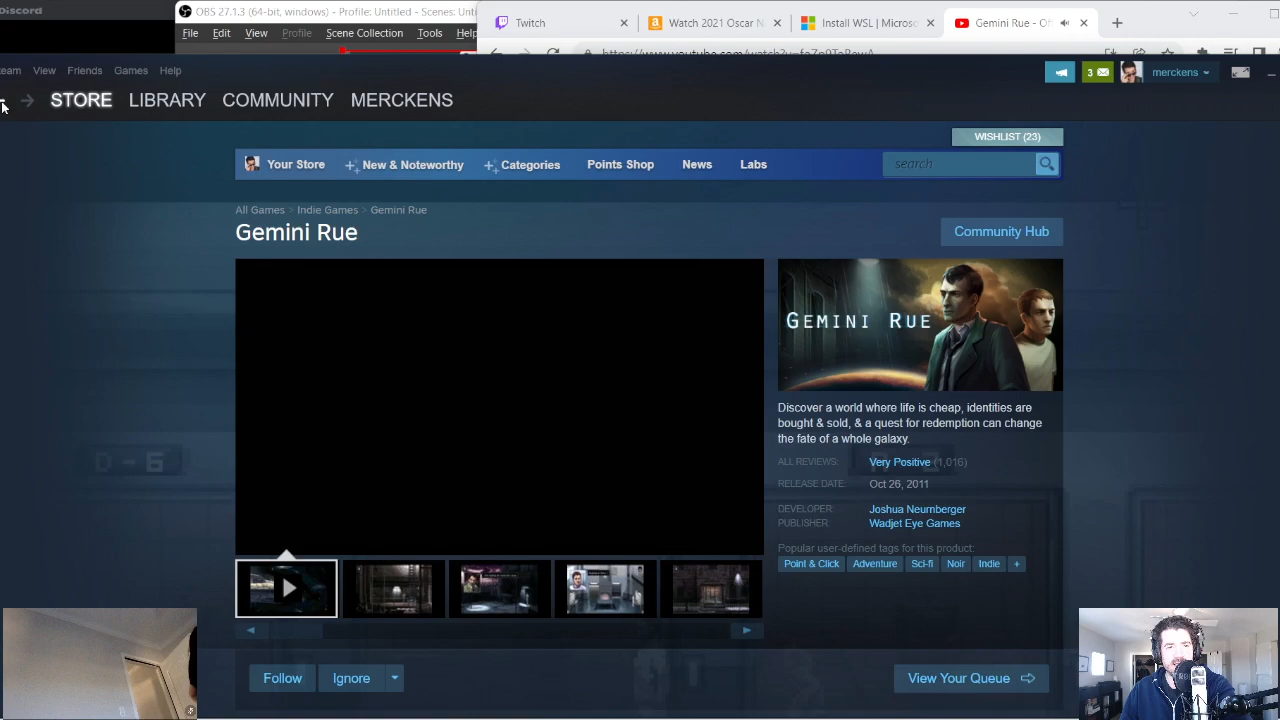 Discord
OBS 27.1.3 (64-bit, windows) - Profile: Untitled - Scenes: Unti
File Edit View Profile Scene Collection Tools Help
Twitch
Watch 2021 Oscar N
Install WSL | Microso
Gemini Rue - Of
eam View Friends Games Help
3
merckens
STORE LIBRARY COMMUNITY MERCKENS
WISHLIST (23)
Your Store New & Noteworthy Categories Points Shop News Labs
search
All Games > Indie Games > Gemini Rue
Gemini Rue
Community Hub
GEMINI RUE
Discover a world where life is cheap, identities are
bought & sold, & a quest for redemption can change
the fate of a whole galaxy.
ALL REVIEWS: Very Positive (1,016)
RELEASE DATE: Oct 26, 2011
DEVELOPER: Joshua Neurnberger
PUBLISHER: Wadjet Eye Games
Popular user-defined tags for this product:
Point & Click Adventure Sci-fi Noir Indie +
D-6
Follow Ignore
View Your Queue